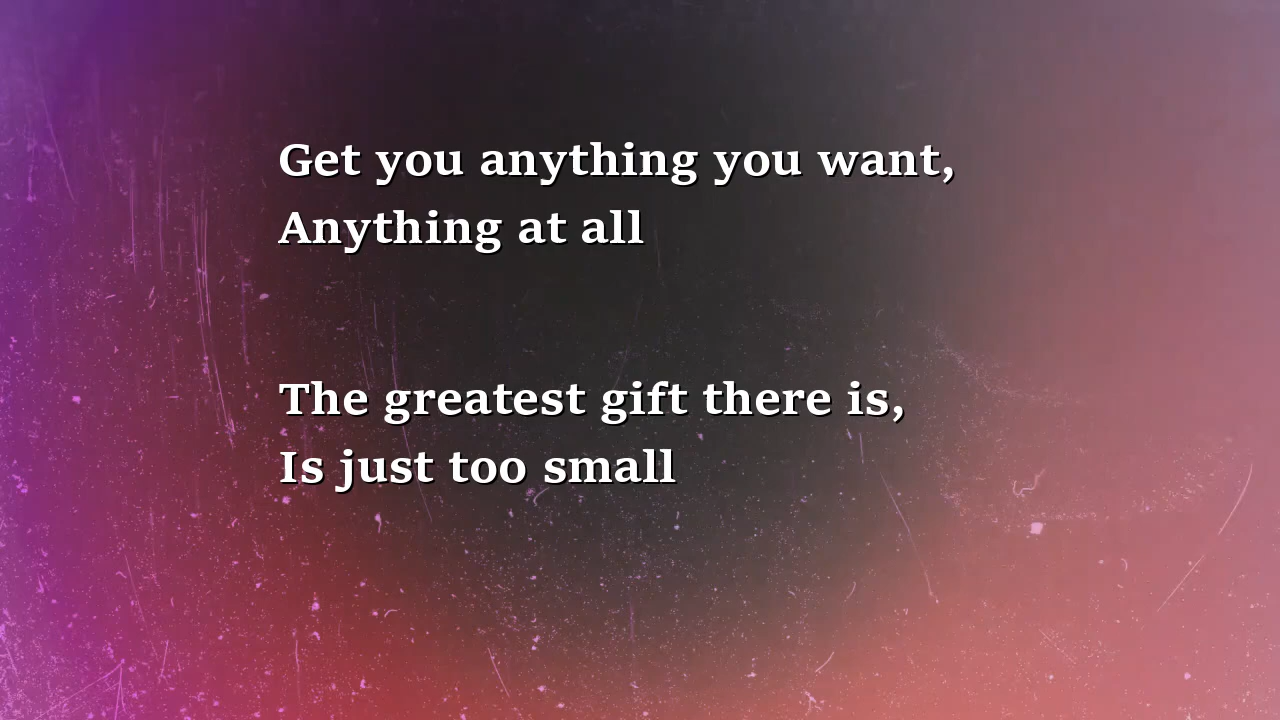 Get you anything you want,
Anything at all
The greatest gift there is,
Is just too small